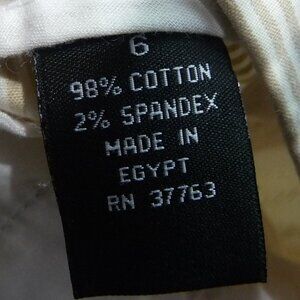 6
98% COTTON
2% SPANDEX
MADE IN
EGYPT
RN 37763